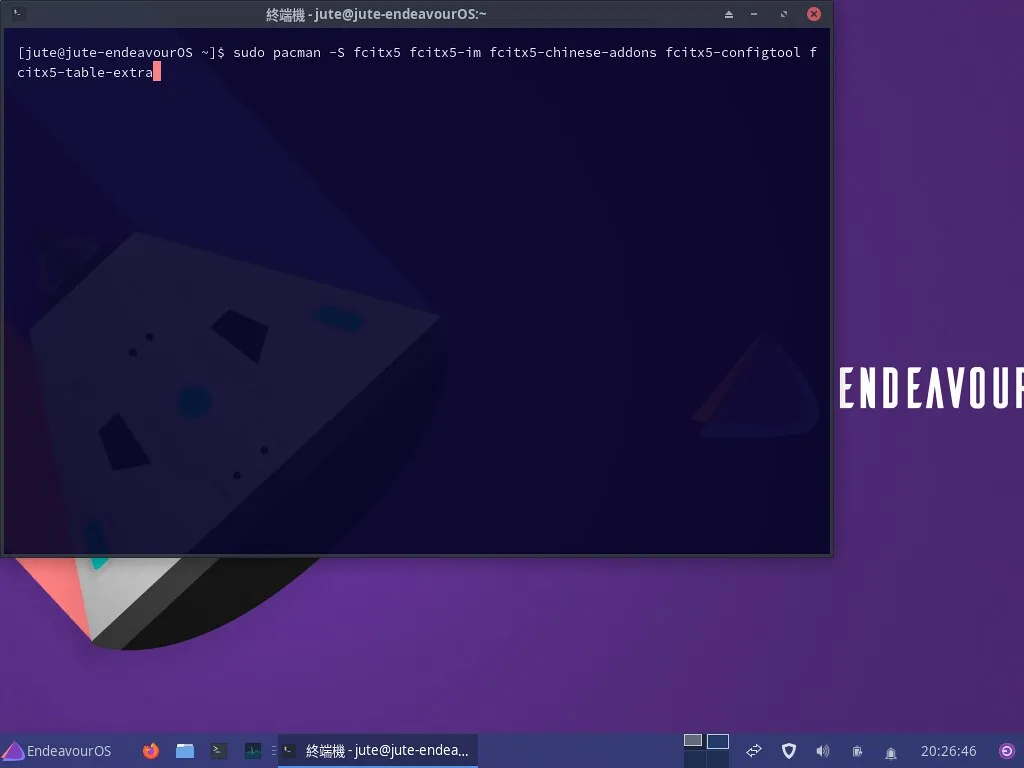 終端機 - jute@jute-endeavourOS:~
[jute@jute-endeavourOS ~]$ sudo pacman -S fcitx5 fcitx5-im fcitx5-chinese-addons fcitx5-configtool f
citx5-table-extra
ENDEAVOUR
EndeavourOS
終端機 - jute@jute-endea...
20:26:46